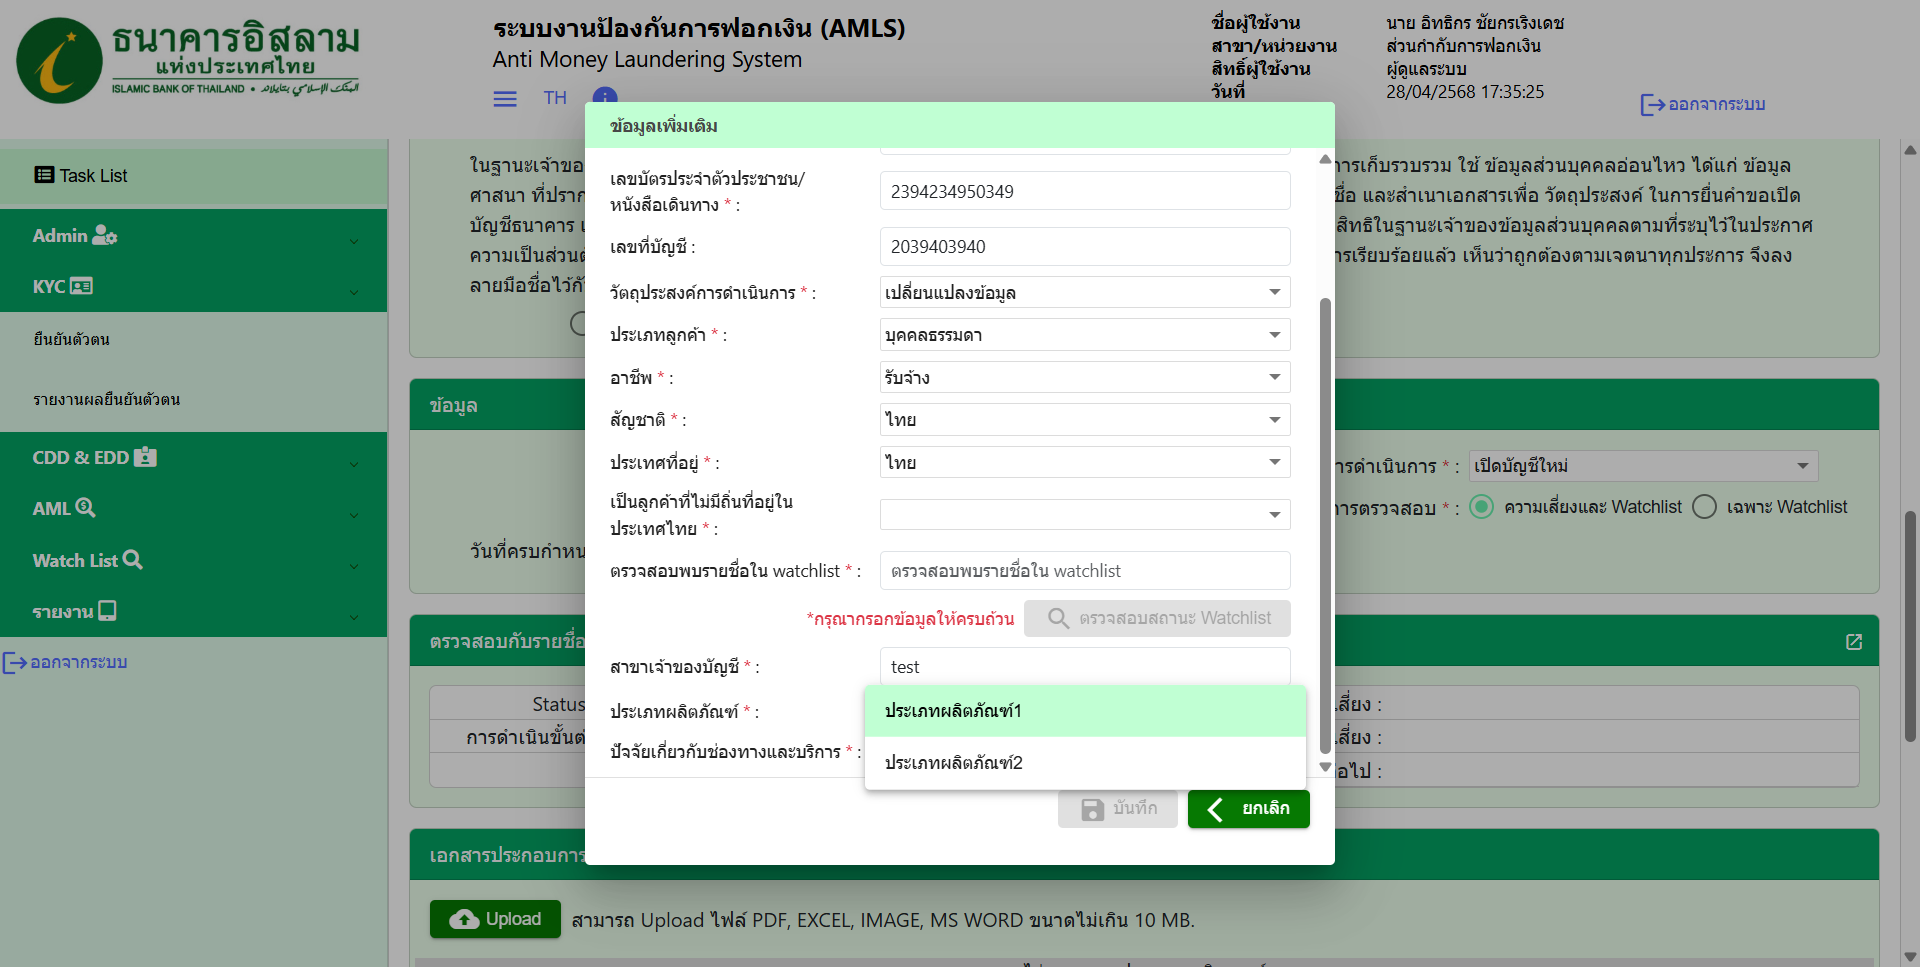 ธนาคารอิสลาม
แห่งประเทศไทย
ISLAMIC BANK OF THAILAND •
ระบบงานป้องกันการฟอกเงิน (AMLS)
Anti Money Laundering System
TH
ชื่อผู้ใช้งาน นาย อิทธิกร ชัยกรเริงเดช
สาขา/หน่วยงาน ส่วนกำกับการฟอกเงิน
สิทธิ์ผู้ใช้งาน ผู้ดูแลระบบ
วันที่ 28/04/2568 17:35:25
ออกจากระบบ
Task List
Admin
KYC
ยืนยันตัวตน
รายงานผลยืนยันตัวตน
CDD & EDD
AML
Watch List
รายงาน
ออกจากระบบ
ในฐานะเจ้าขอ
ารเก็บรวบรวม ใช้ ข้อมูลส่วนบุคคลอ่อนไหว ได้แก่ ข้อมูล
ศาสนา ที่ปราก
ชื่อ และสำเนาเอกสารเพื่อ วัตถุประสงค์ ในการยื่นคำขอเปิด
บัญชีธนาคาร
สิทธิในฐานะเจ้าของข้อมูลส่วนบุคคลตามที่ระบุไว้ในประกาศ
ความเป็นส่วนต
ารเรียบร้อยแล้ว เห็นว่าถูกต้องตามเจตนาทุกประการ จึงลง
ลายมือชื่อไว้ก
ข้อมูล
ารดำเนินการ * : เปิดบัญชีใหม่
ารตรวจสอบ * : ความเสี่ยงและ Watchlist เฉพาะ Watchlist
วันที่ครบกำหน
ตรวจสอบกับรายชื่อ
Status
เสี่ยง :
การดำเนินขั้นต
เสี่ยง :
อไป :
เอกสารประกอบการ
Upload สามารถ Upload ไฟล์ PDF, EXCEL, IMAGE, MS WORD ขนาดไม่เกิน 10 MB.
ข้อมูลเพิ่มเติม
เลขบัตรประจำตัวประชาชน/
หนังสือเดินทาง * : 2394234950349
เลขที่บัญชี : 2039403940
วัตถุประสงค์การดำเนินการ * : เปลี่ยนแปลงข้อมูล
ประเภทลูกค้า * : บุคคลธรรมดา
อาชีพ * : รับจ้าง
สัญชาติ * : ไทย
ประเทศที่อยู่ * : ไทย
เป็นลูกค้าที่ไม่มีถิ่นที่อยู่ใน
ประเทศไทย * :
ตรวจสอบพบรายชื่อใน watchlist * : ตรวจสอบพบรายชื่อใน watchlist
*กรุณากรอกข้อมูลให้ครบถ้วน ตรวจสอบสถานะ Watchlist
สาขาเจ้าของบัญชี * : test
ประเภทผลิตภัณฑ์ * : ประเภทผลิตภัณฑ์1
ปัจจัยเกี่ยวกับช่องทางและบริการ * : ประเภทผลิตภัณฑ์2
บันทึก ยกเลิก